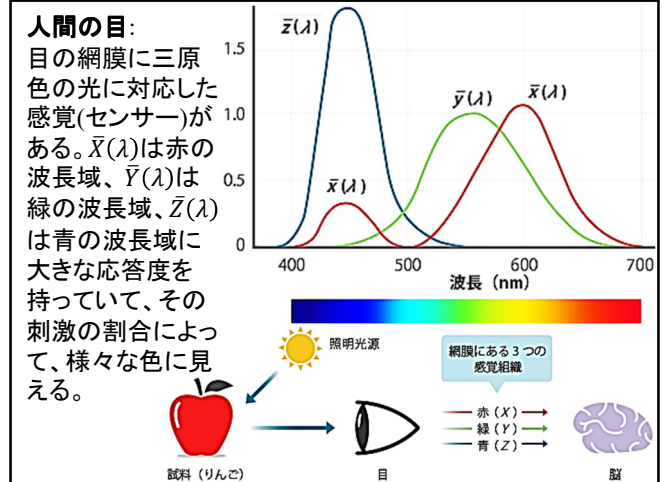 人間の目:
目の網膜に三原
色の光に対応した
感覚(センサー)が
ある。X̄(λ)は赤の
波長域、Ȳ(λ)は
緑の波長域、Z̄(λ)
は青の波長域に
大きな応答度を
持っていて、その
刺激の割合によっ
て、様々な色に見
える。
z̄(λ)
ȳ(λ)
x̄(λ)
x̄(λ)
1.5
1.0
0.5
0
400 500 600 700
波長（nm）
照明光源
網膜にある3つの
感覚組織
赤（X）
緑（Y）
青（Z）
試料（りんご）
目
脳